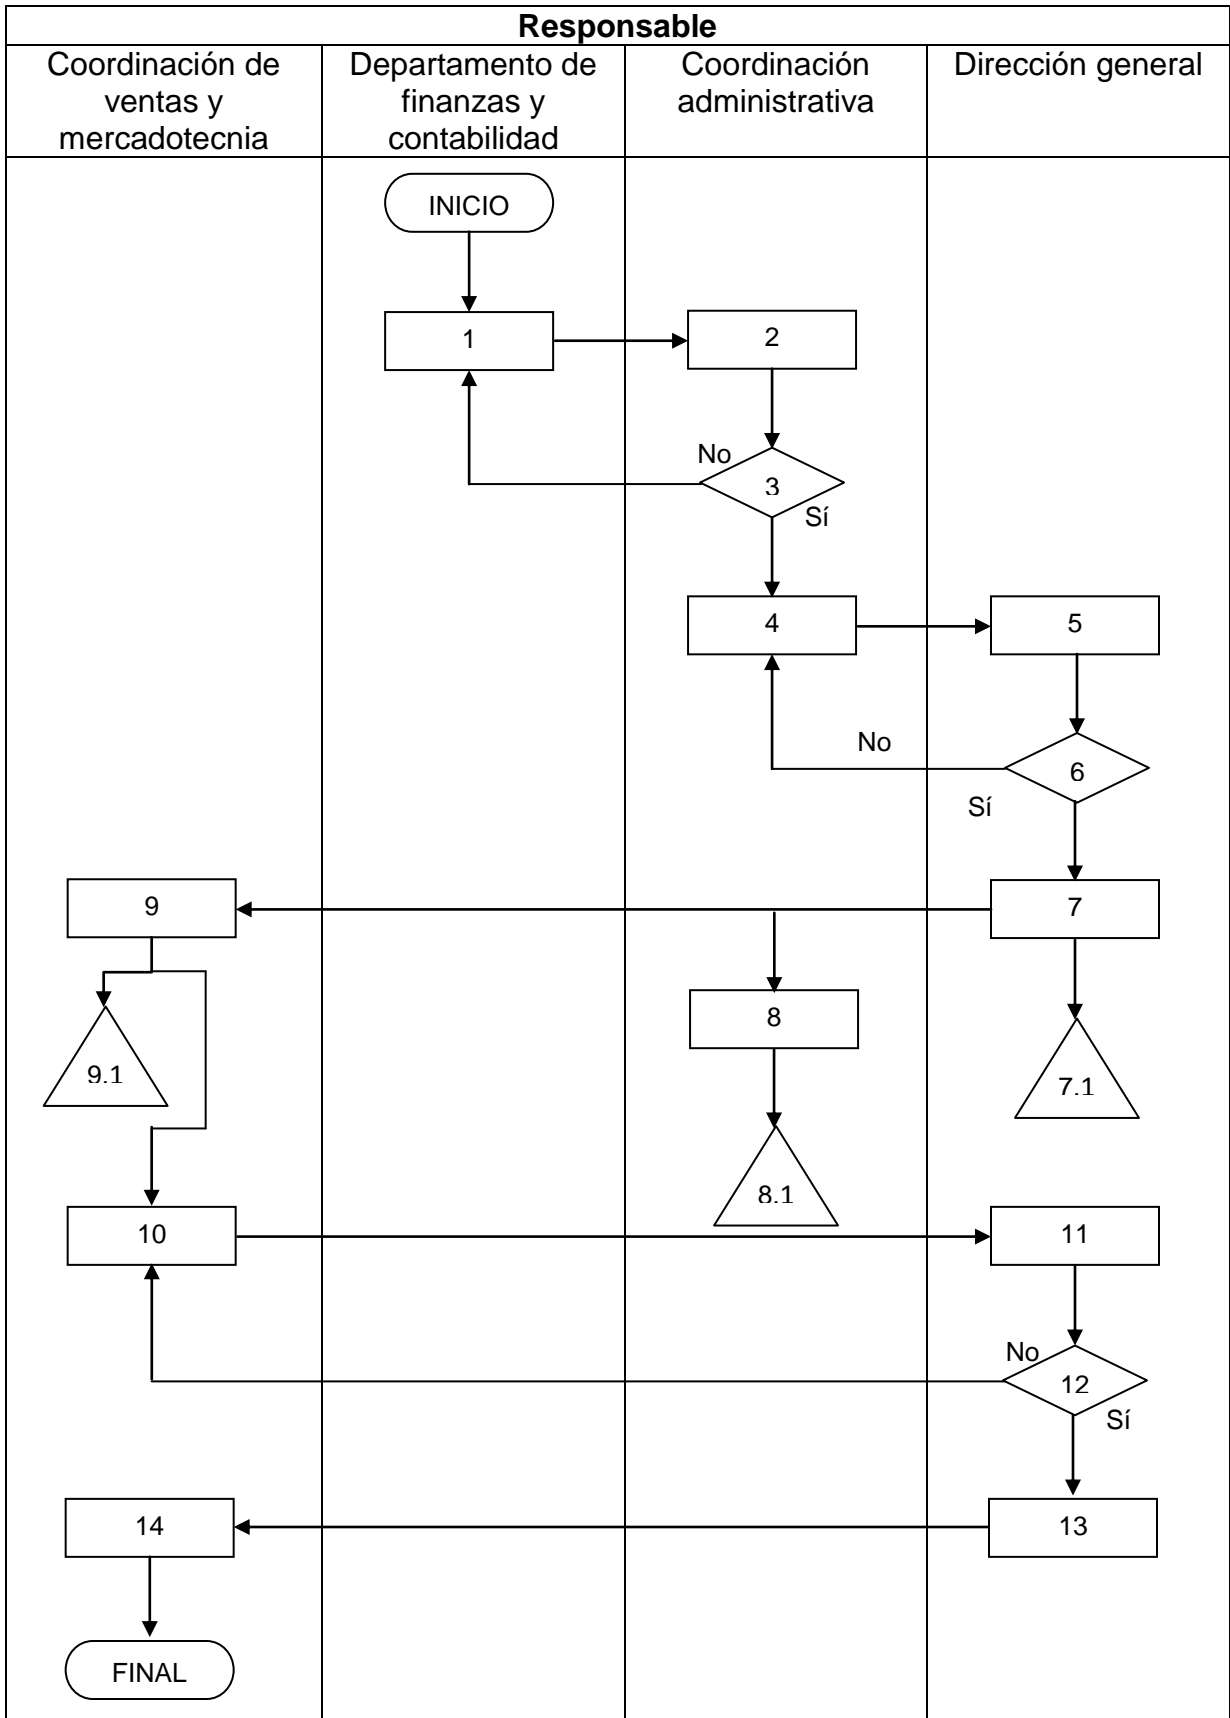 Responsable
Coordinación de
ventas y
mercadotecnia
Departamento de
finanzas y
contabilidad
Coordinación
administrativa
Dirección general
INICIO
1
2
No
3
Sí
4
5
No
6
Sí
9
7
8
9.1
7.1
8.1
10
11
No
12
Sí
14
13
FINAL